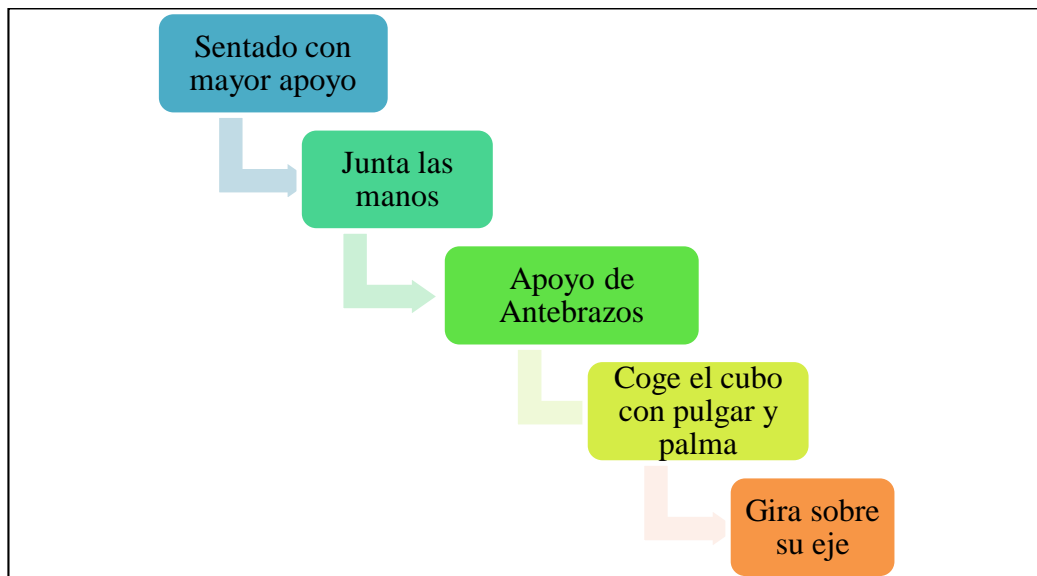 Sentado con
mayor apoyo
Junta las
manos
Apoyo de
Antebrazos
Coge el cubo
con pulgar y
palma
Gira sobre
su eje